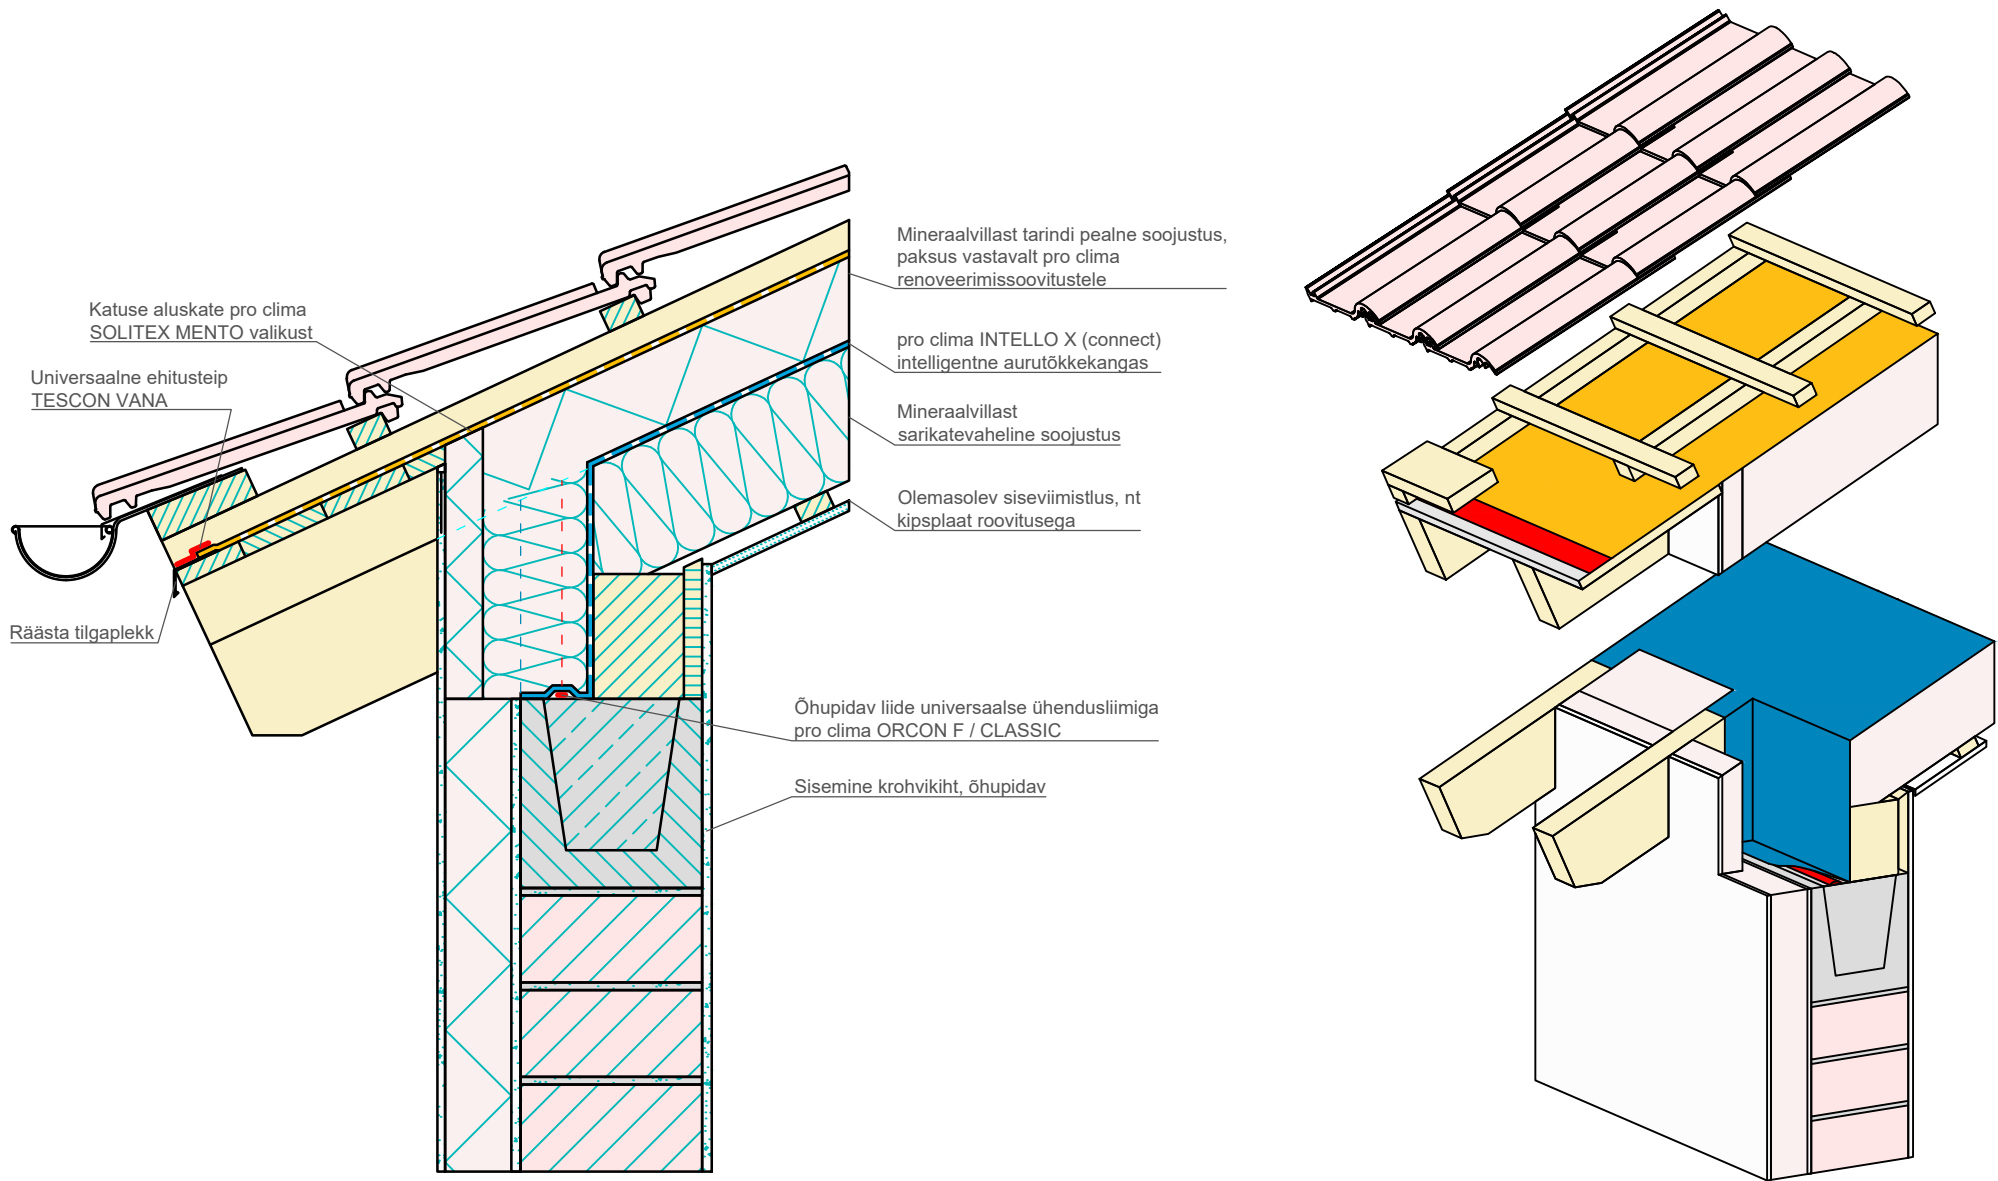 Katuse aluskate pro clima
SOLITEX MENTO valikust
Universaalne ehitusteip
TESCON VANA
Räästa tilgaplekk
Mineraalvillast tarindi pealne soojustus,
paksus vastavalt pro clima
renoveerimissoovitustele
pro clima INTELLO X (connect)
intelligentne aurutõkkekangas
Mineraalvillast
sarikatevaheline soojustus
Olemasolev siseviimistlus, nt
kipsplaat roovitusega
Õhupidav liide universaalse ühendusliimiga
pro clima ORCON F / CLASSIC
Sisemine krohvikiht, õhupidav